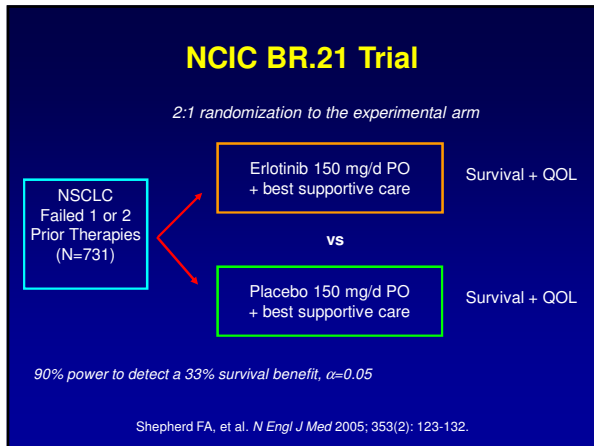 NCIC BR.21 Trial
2:1 randomization to the experimental arm
NSCLC
Failed 1 or 2
Prior Therapies
(N=731)
Erlotinib 150 mg/d PO
+ best supportive care
Survival + QOL
vs
Placebo 150 mg/d PO
+ best supportive care
Survival + QOL
90% power to detect a 33% survival benefit, α=0.05
Shepherd FA, et al. N Engl J Med 2005; 353(2): 123-132.